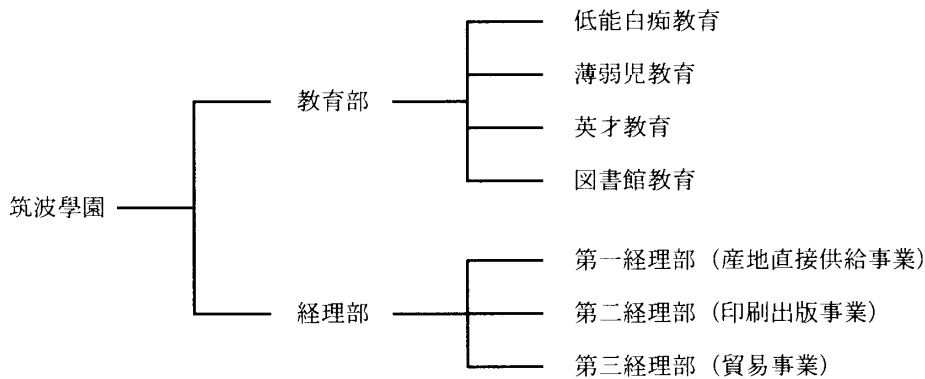 低能白痴教育
薄弱児教育
教育部
英才教育
図書館教育
筑波學園
第一経理部（産地直接供給事業）
経理部
第二経理部（印刷出版事業）
第三経理部（貿易事業）